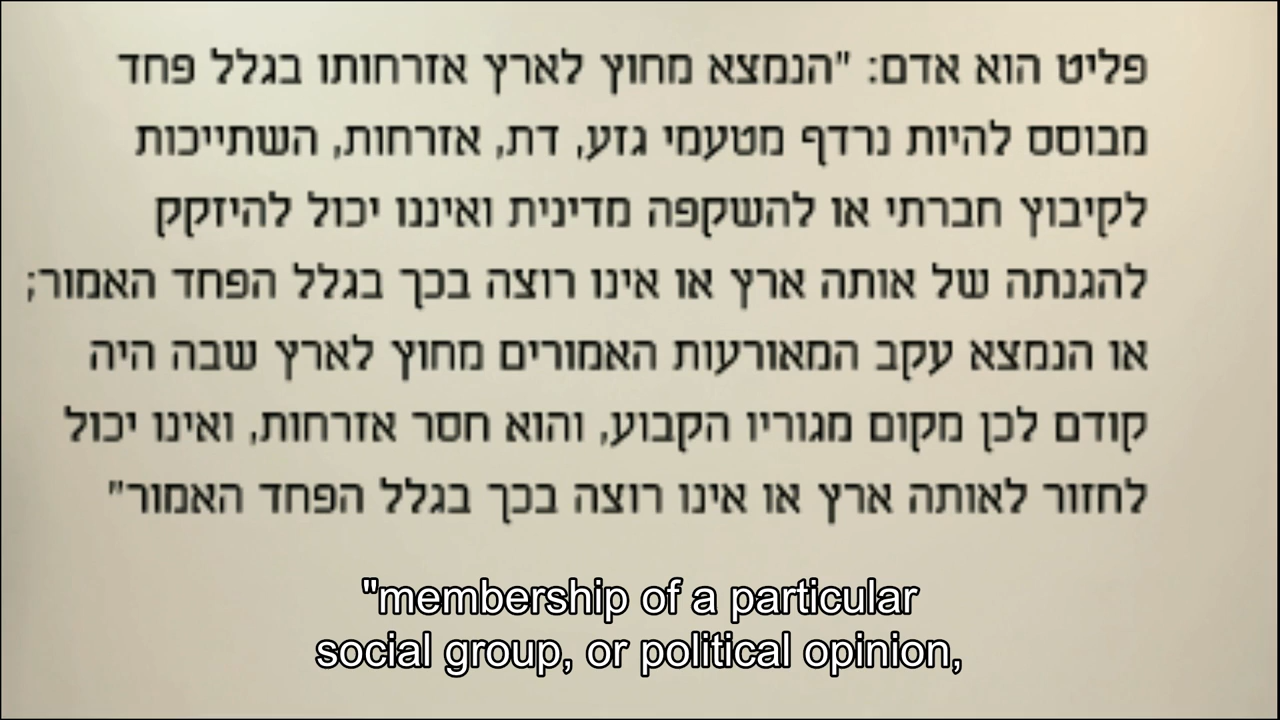 פליט הוא אדם: "הנמצא מחוץ לארץ אזרחותו בגלל פחד
מבוסס להיות נרדף מטעמי גזע, דת, אזרחות, השתייכות
לקיבוץ חברתי או להשקפה מדינית ואיננו יכול להיזקק
להגנתה של אותה ארץ או אינו רוצה בכך בגלל הפחד האמור;
או הנמצא עקב המאורעות האמורים מחוץ לארץ שבה היה
קודם לכן מקום מגוריו הקבוע, והוא חסר אזרחות, ואינו יכול
לחזור לאותה ארץ או אינו רוצה בכך בגלל הפחד האמור"
"membership of a particular
social group, or political opinion,